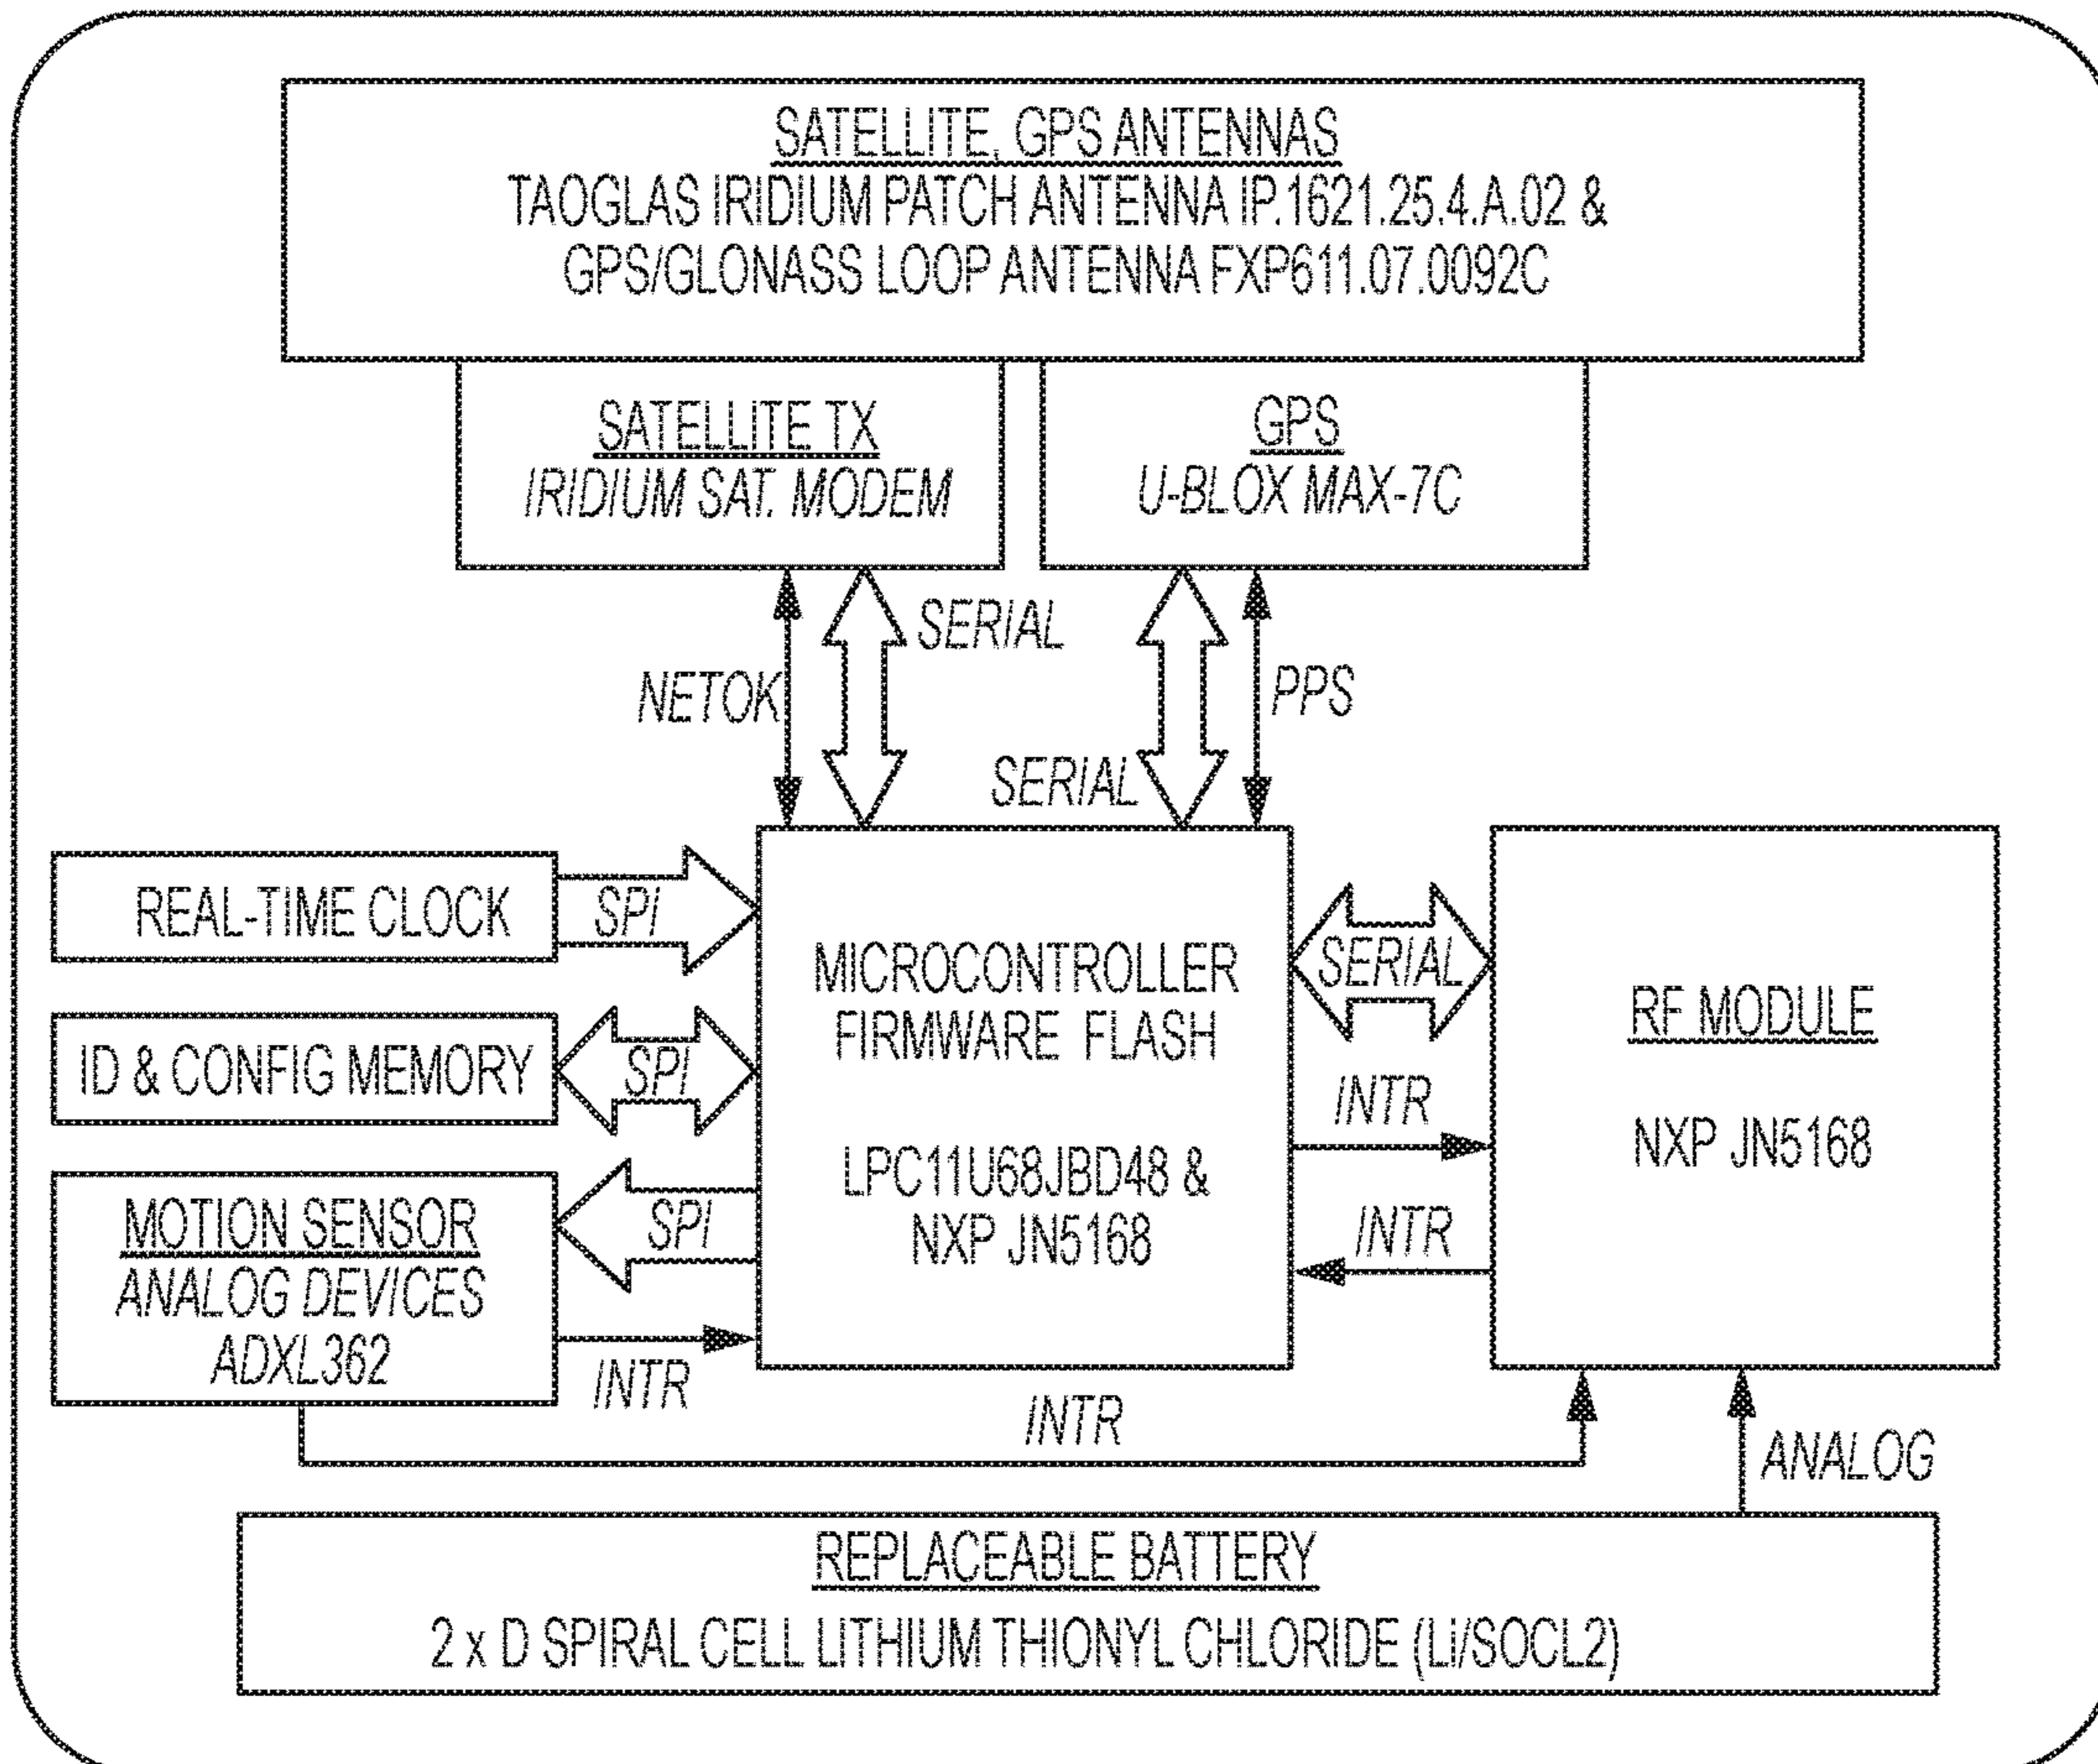 SATELLITE, GPS ANTENNAS
TAOGLAS IRIDIUM PATCH ANTENNA IP.1621.25.4.A.02 &
GPS/GLONASS LOOP ANTENNA FXP611.07.0092C
SATELLITE TX
IRIDIUM SAT. MODEM
GPS
U-BLOX MAX-7C
NETOK
SERIAL
SERIAL
PPS
REAL-TIME CLOCK
SPI
ID & CONFIG MEMORY
SPI
MOTION SENSOR
ANALOG DEVICES
ADXL362
SPI
INTR
MICROCONTROLLER
FIRMWARE FLASH
LPC11U68JBD48 &
NXP JN5168
SERIAL
INTR
INTR
RF MODULE
NXP JN5168
INTR
ANALOG
REPLACEABLE BATTERY
2 x D SPIRAL CELL LITHIUM THIONYL CHLORIDE (Li/SOCL2)